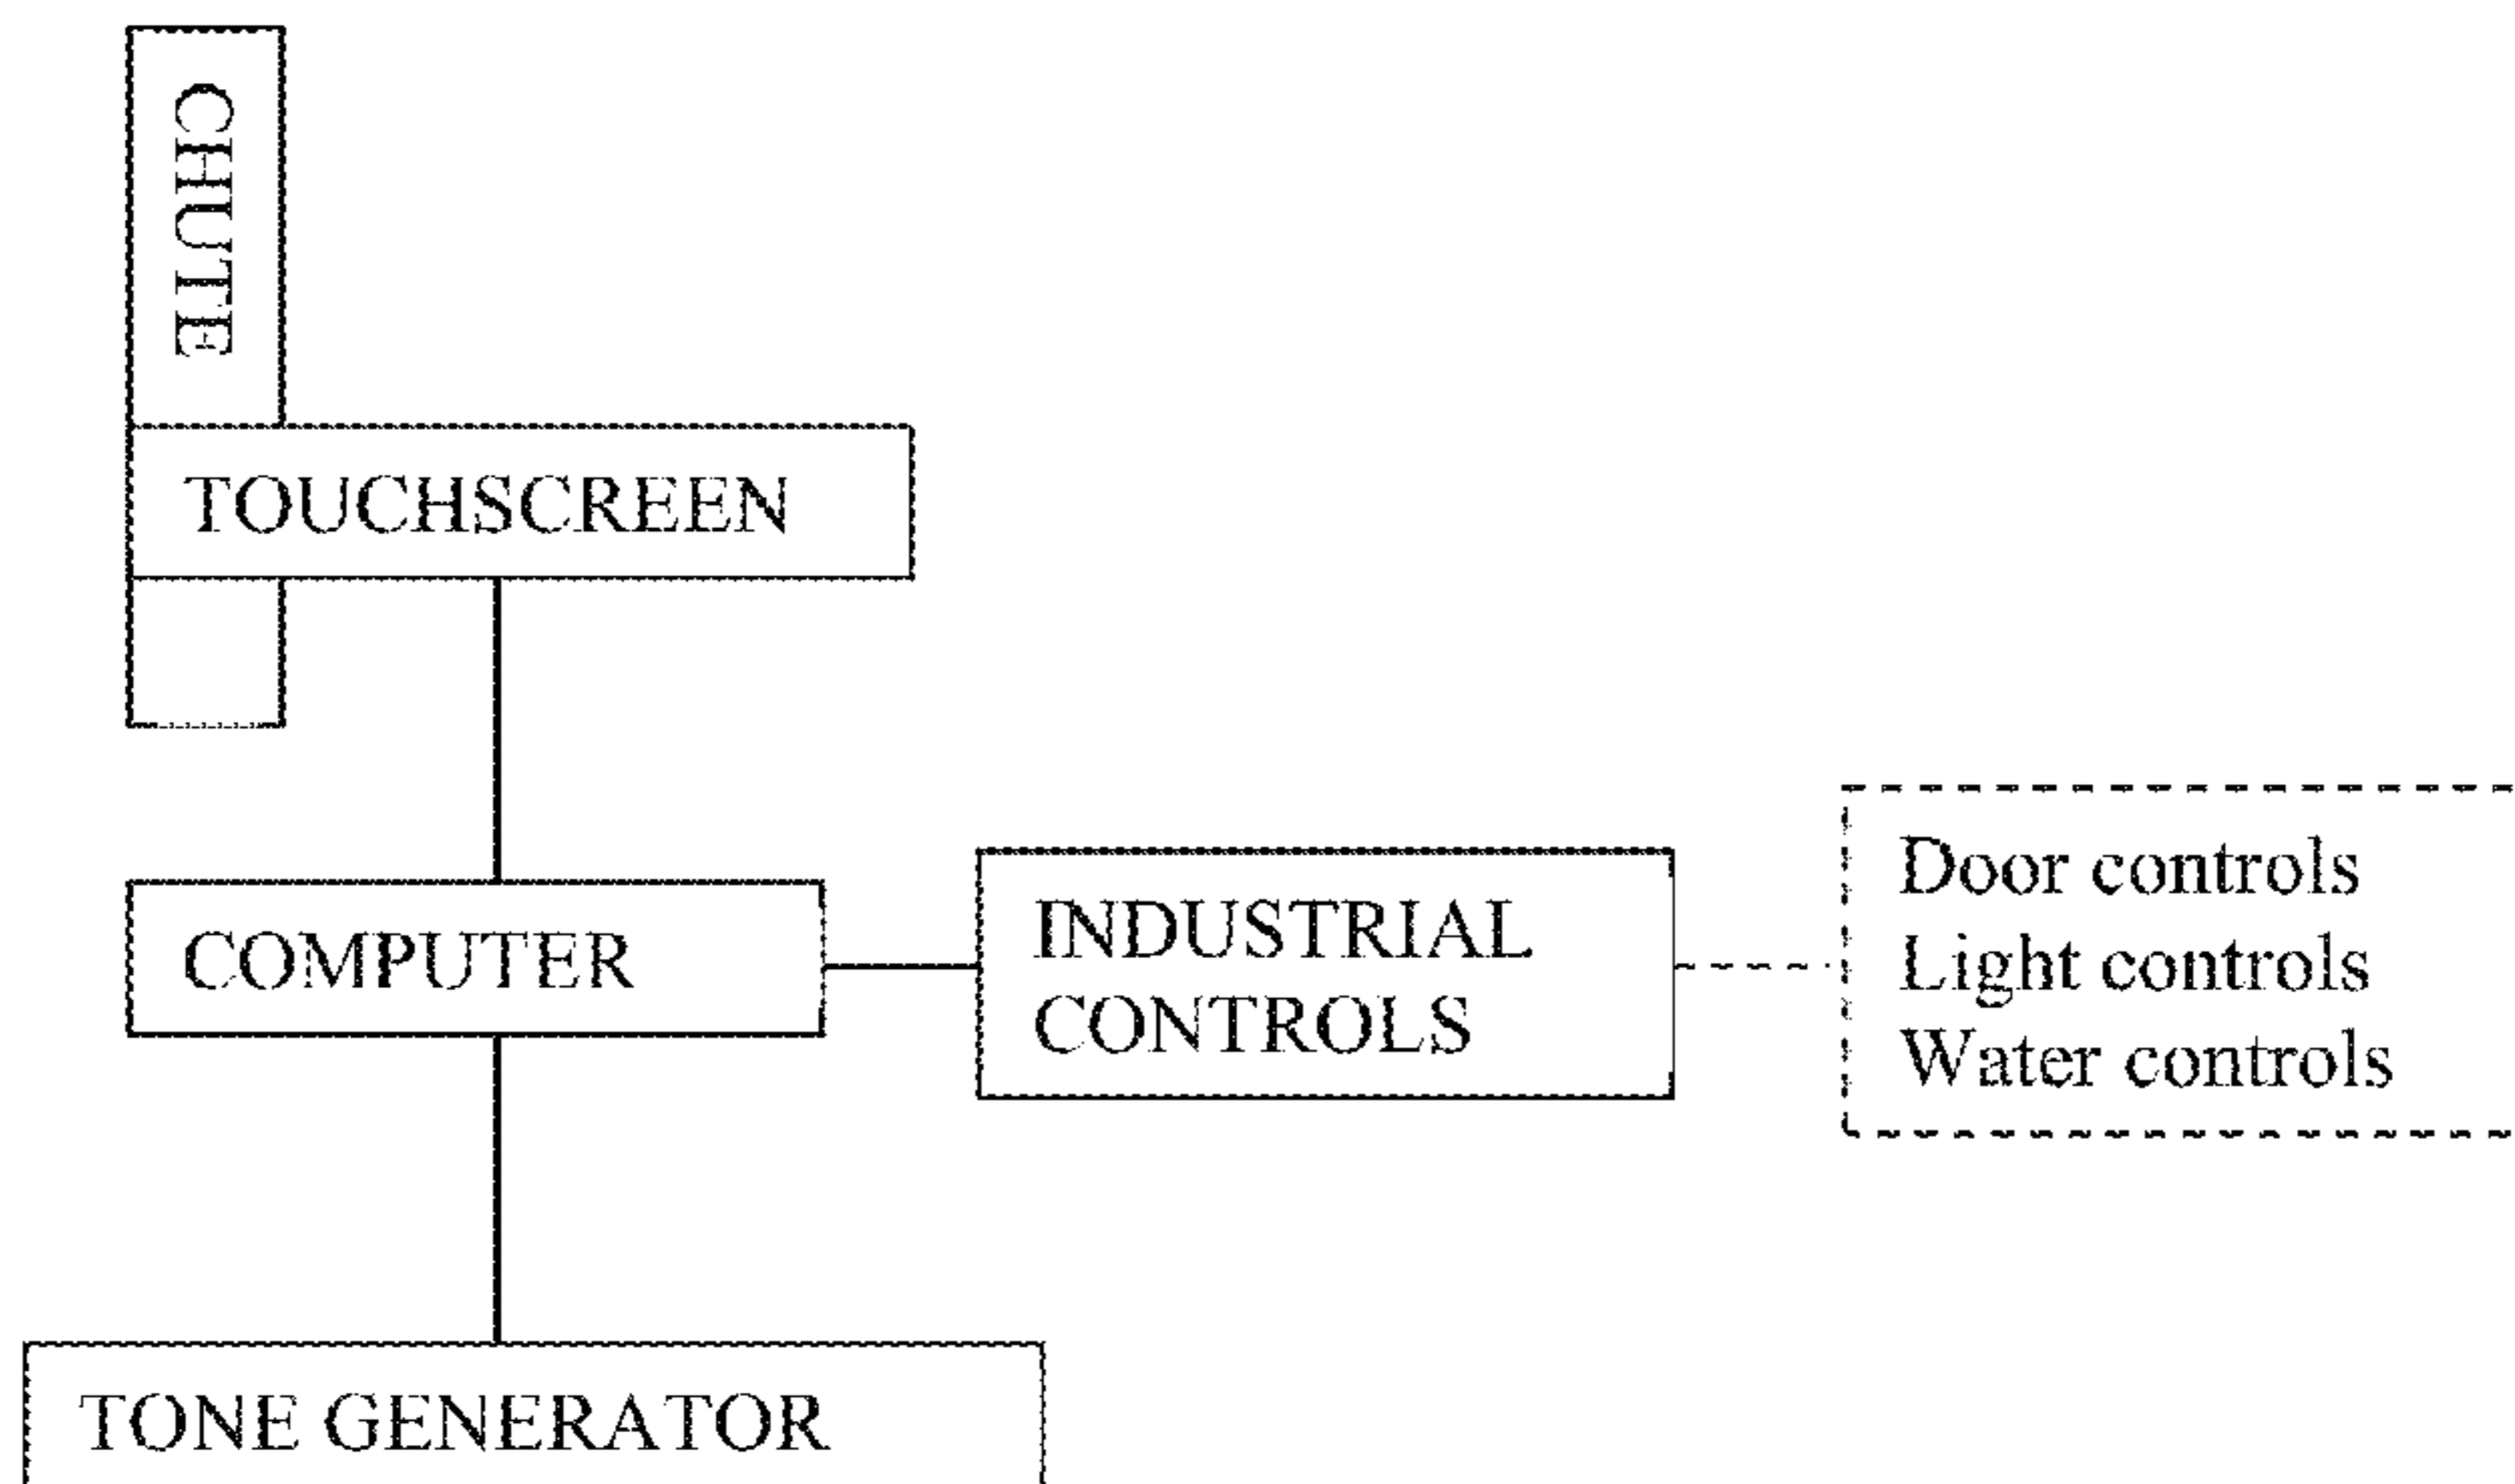 CHUTE
TOUCHSCREEN
COMPUTER
INDUSTRIAL
CONTROLS
Door controls
Light controls
Water controls
TONE GENERATOR